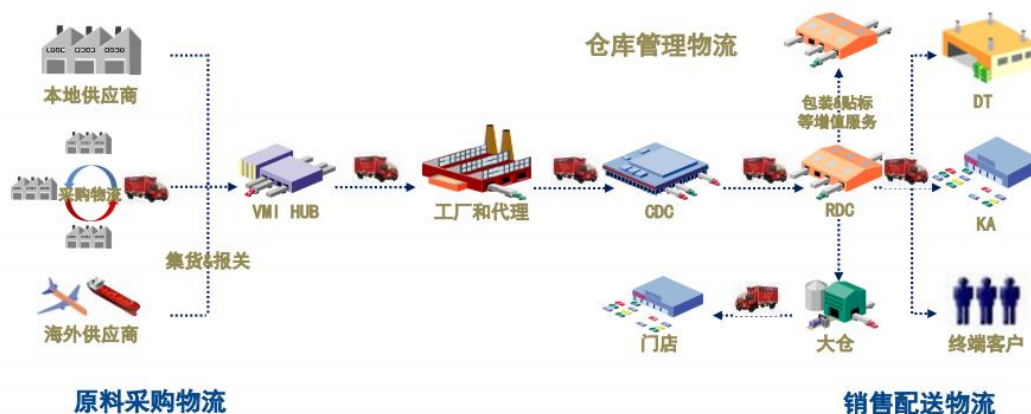 仓库管理物流
本地供应商
包装&贴标
等增值服务
DT
采购物流
VMI HUB
工厂和代理
CDC
RDC
KA
集货&报关
海外供应商
门店
大仓
终端客户
原料采购物流
销售配送物流